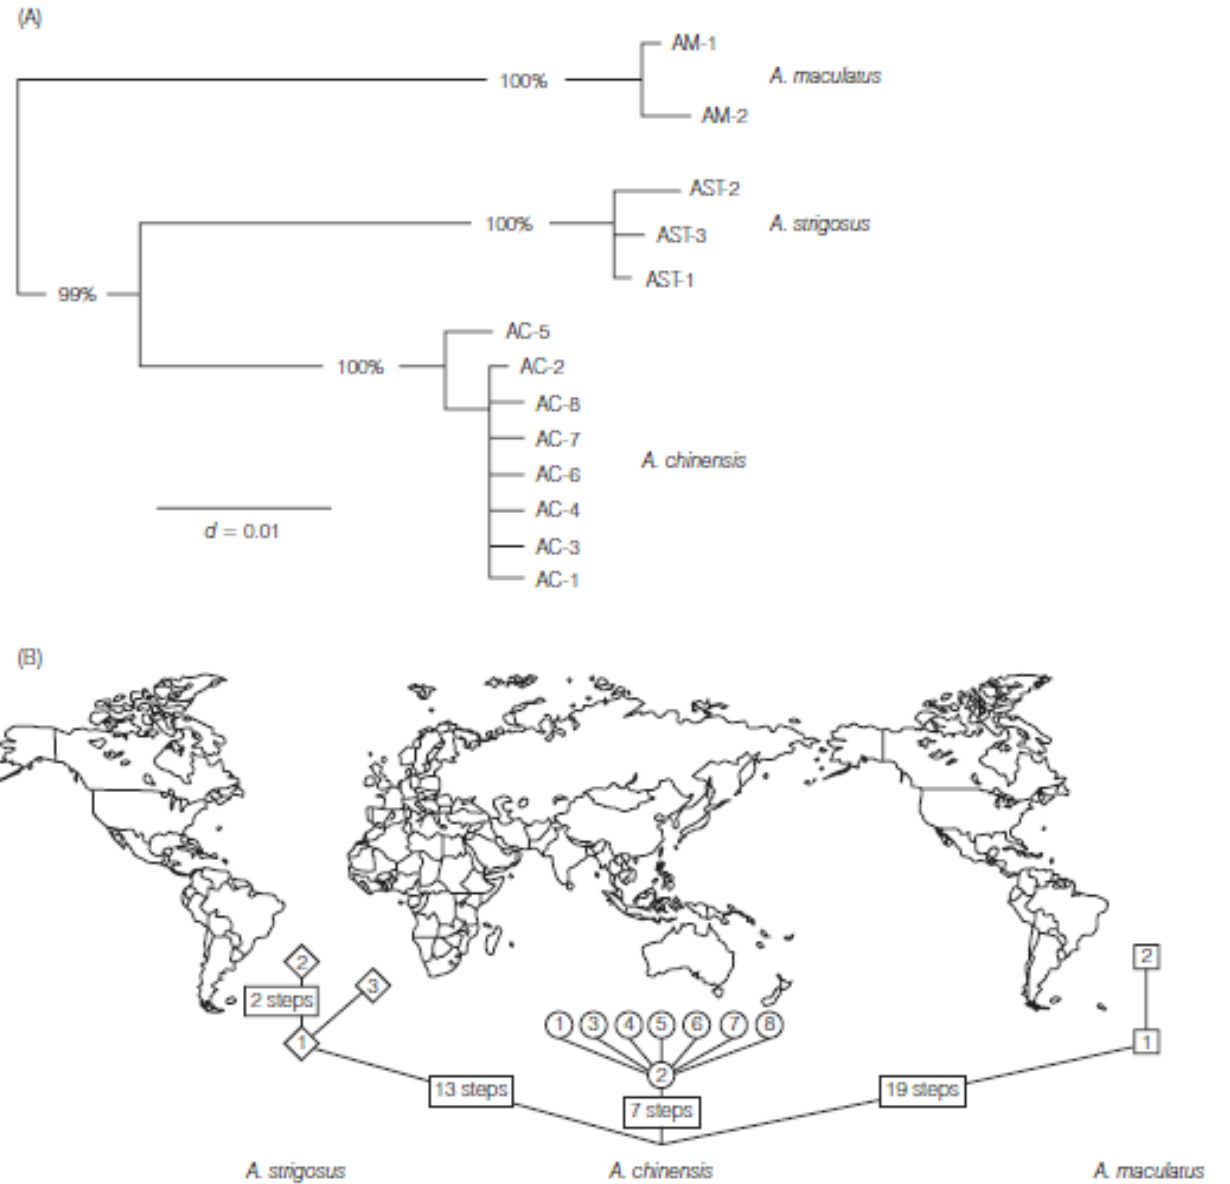 (A)
AM-1
100%
A. maculatus
AM-2
AST-2
100%
A. strigosus
AST-3
AST-1
99%
AC-5
100%
AC-2
AC-8
AC-7
A. chinensis
AC-6
AC-4
d = 0.01
AC-3
AC-1
(B)
2
2
3
2 steps
1 3 4 5 6 7 8
1
1
2
13 steps
19 steps
7 steps
A. strigosus
A. chinensis
A. maculatus